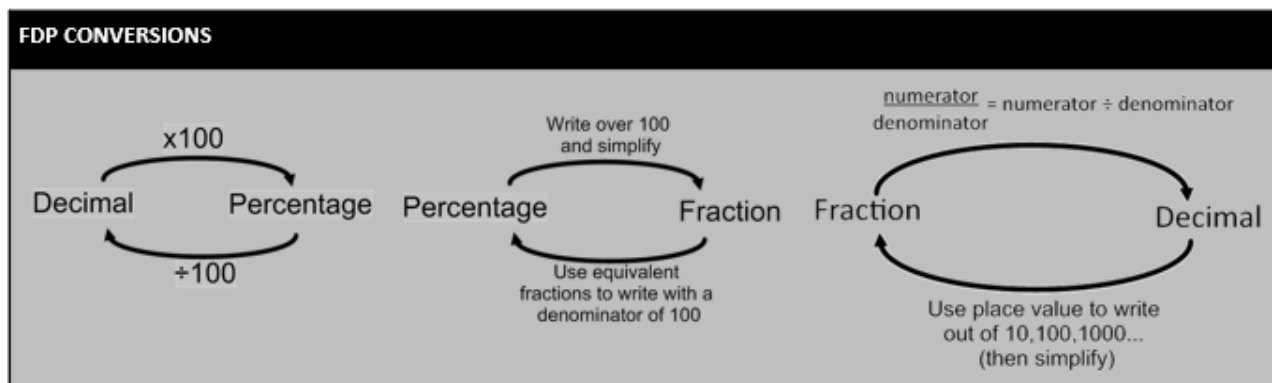 FDP CONVERSIONS
x100
Decimal
Percentage
÷100
Write over 100
and simplify
Percentage
Fraction
Use equivalent
fractions to write with a
denominator of 100
numerator
denominator
= numerator ÷ denominator
Fraction
Decimal
Use place value to write
out of 10,100,1000...
(then simplify)